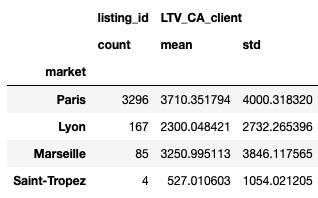 listing_id LTV_CA_client
count mean std
market
Paris 3296 3710.351794 4000.318320
Lyon 167 2300.048421 2732.265396
Marseille 85 3250.995113 3846.117565
Saint-Tropez 4 527.010603 1054.021205